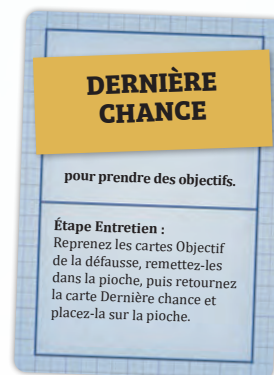 DERNIÈRE
CHANCE
pour prendre des objectifs.
Étape Entretien :
Reprenez les cartes Objectif
de la défausse, remettez-les
dans la pioche, puis retournez
la carte Dernière chance et
placez-la sur la pioche.